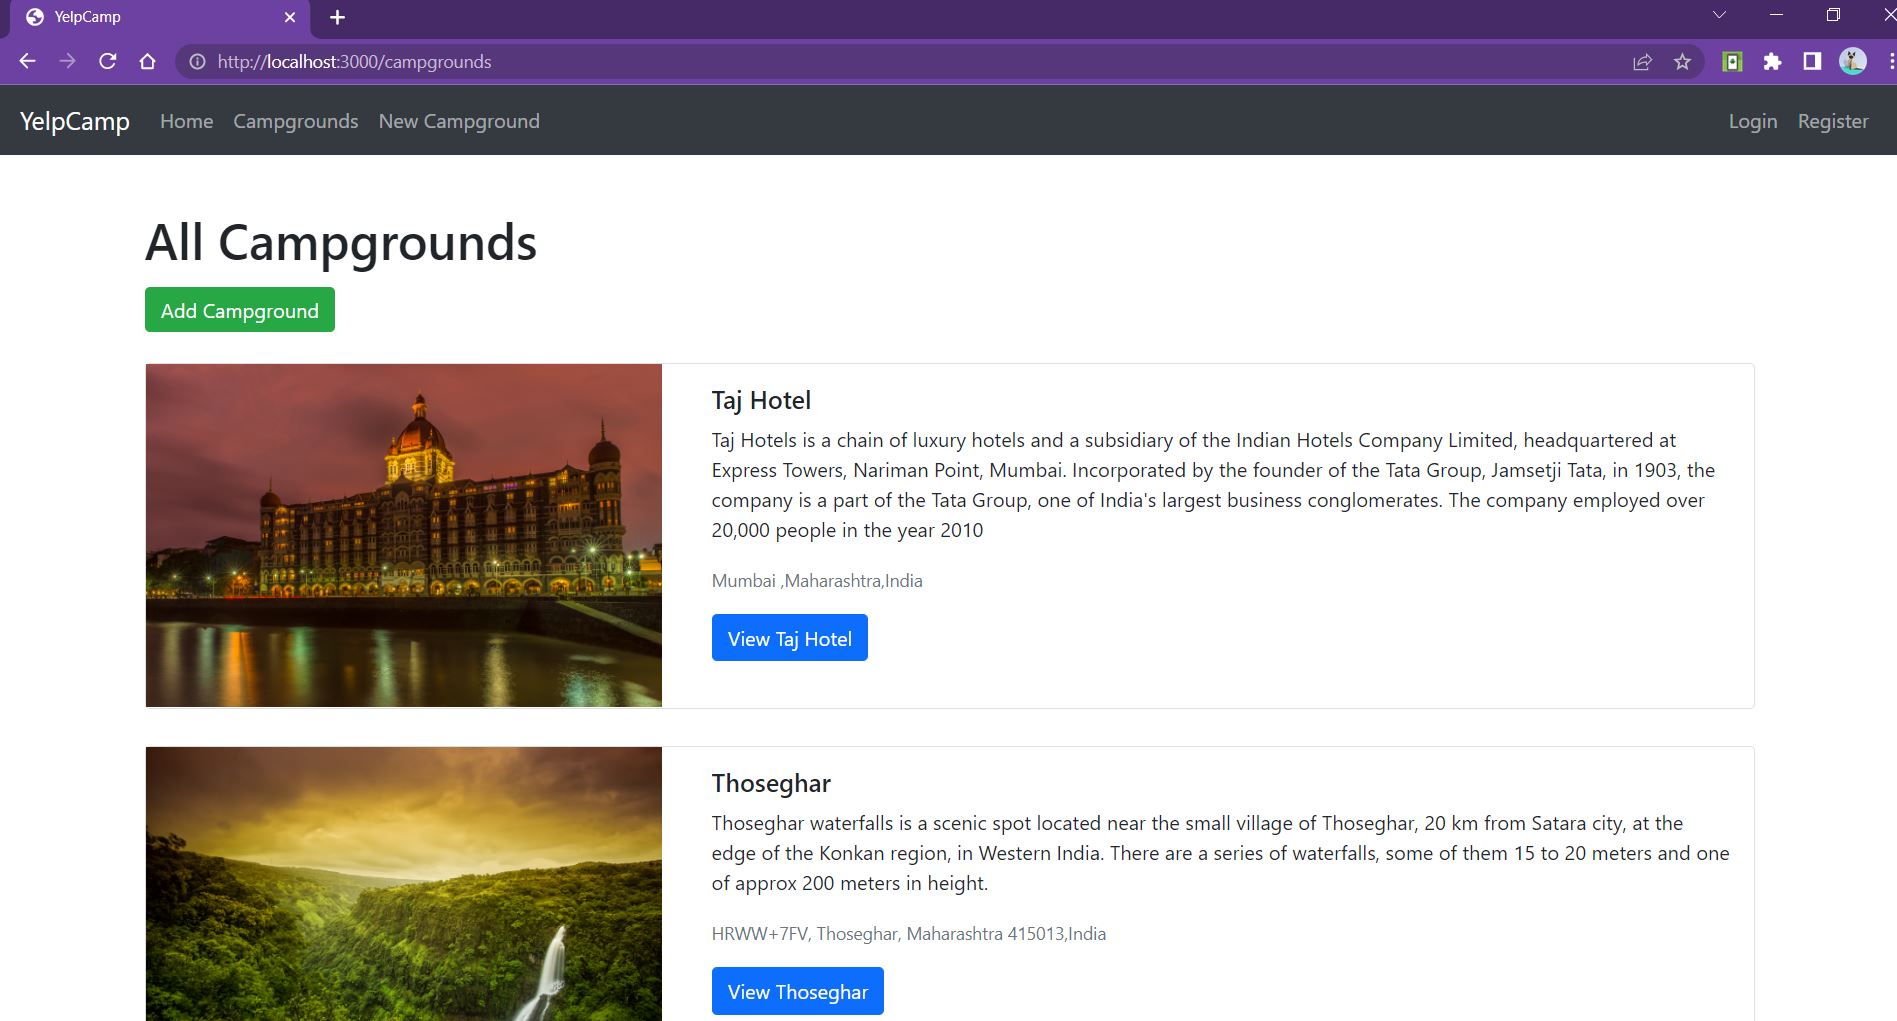 YelpCamp
http://localhost:3000/campgrounds
YelpCamp Home Campgrounds New Campground Login Register
All Campgrounds
Add Campground
Taj Hotel
Taj Hotels is a chain of luxury hotels and a subsidiary of the Indian Hotels Company Limited, headquartered at
Express Towers, Nariman Point, Mumbai. Incorporated by the founder of the Tata Group, Jamsetji Tata, in 1903, the
company is a part of the Tata Group, one of India's largest business conglomerates. The company employed over
20,000 people in the year 2010
Mumbai ,Maharashtra,India
View Taj Hotel
Thoseghar
Thoseghar waterfalls is a scenic spot located near the small village of Thoseghar, 20 km from Satara city, at the
edge of the Konkan region, in Western India. There are a series of waterfalls, some of them 15 to 20 meters and one
of approx 200 meters in height.
HRWW+7FV, Thoseghar, Maharashtra 415013,India
View Thoseghar